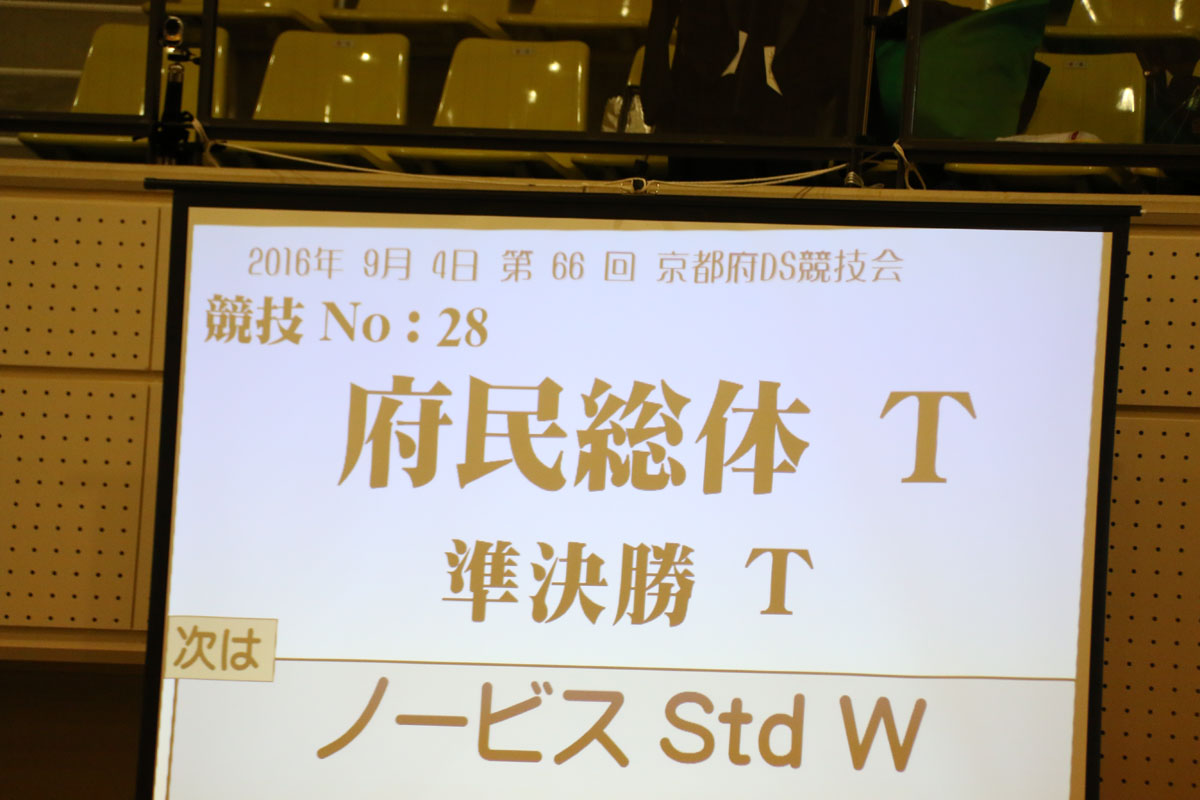 2016年 9月 4日 第 66 回 京都府DS競技会
競技 No：28
府民総体 T
準決勝 T
次は
ノービス Std W